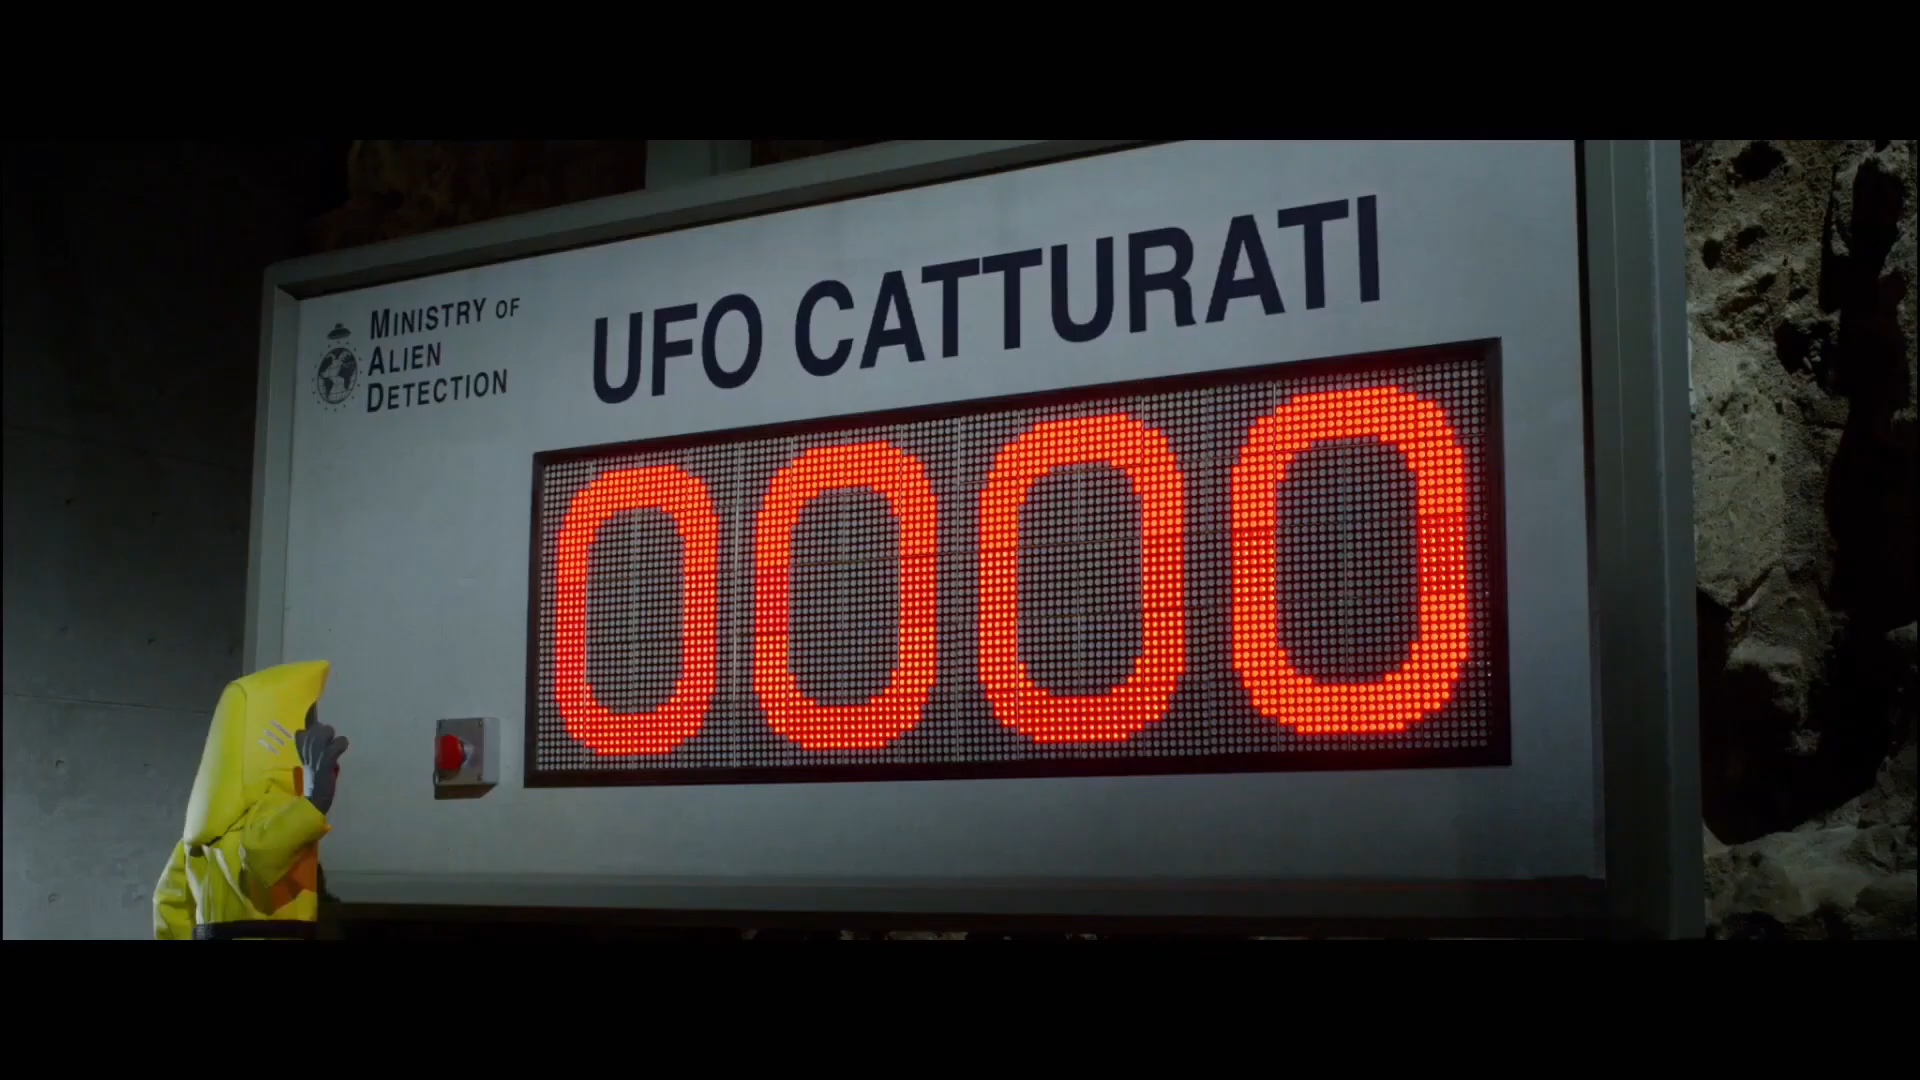 MINISTRY OF
ALIEN
DETECTION
UFO CATTURATI
0000